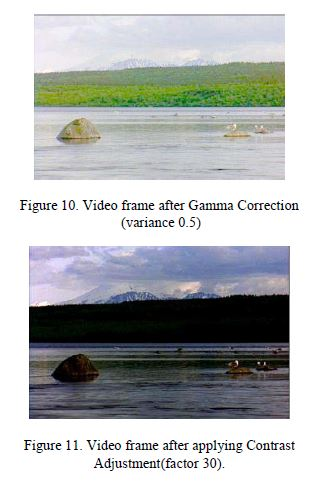 Figure 10. Video frame after Gamma Correction
(variance 0.5)
Figure 11. Video frame after applying Contrast
Adjustment(factor 30).